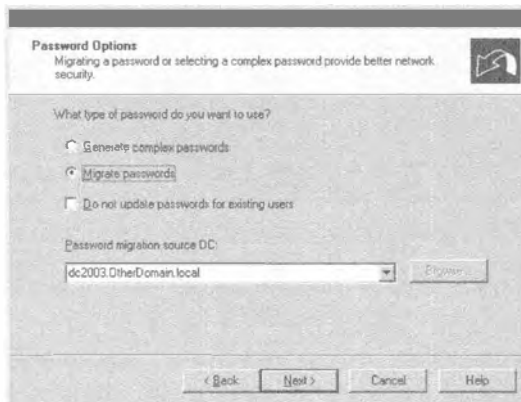 Password Options
Migrating a password or selecting a complex password provide better network
security.
What type of password do you want to use?
Generate complex passwords
Migrate passwords
Do not update passwords for existing users
Password migration source DC:
dc2003.OtherDomain.local
Browse...
< Back
Next >
Cancel
Help